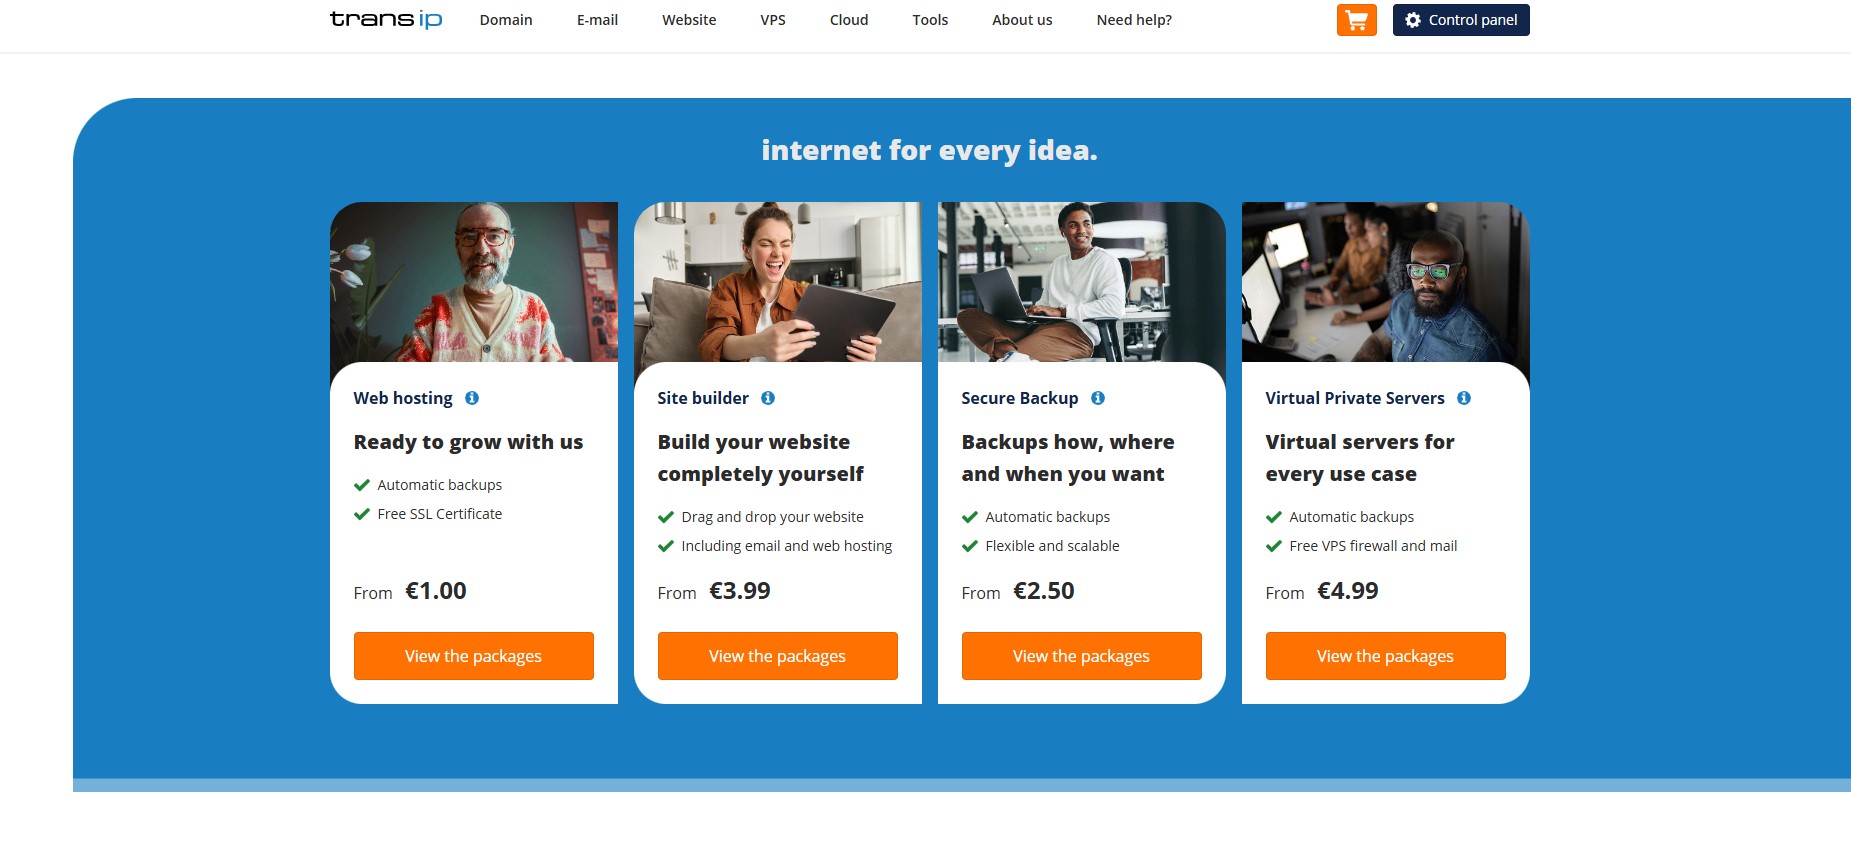 transip
Domain
E-mail
Website
VPS
Cloud
Tools
About us
Need help?
Control panel
internet for every idea.
Web hosting
Ready to grow with us
Automatic backups
Free SSL Certificate
From €1.00
View the packages
Site builder
Build your website
completely yourself
Drag and drop your website
Including email and web hosting
From €3.99
View the packages
Secure Backup
Backups how, where
and when you want
Automatic backups
Flexible and scalable
From €2.50
View the packages
Virtual Private Servers
Virtual servers for
every use case
Automatic backups
Free VPS firewall and mail
From €4.99
View the packages